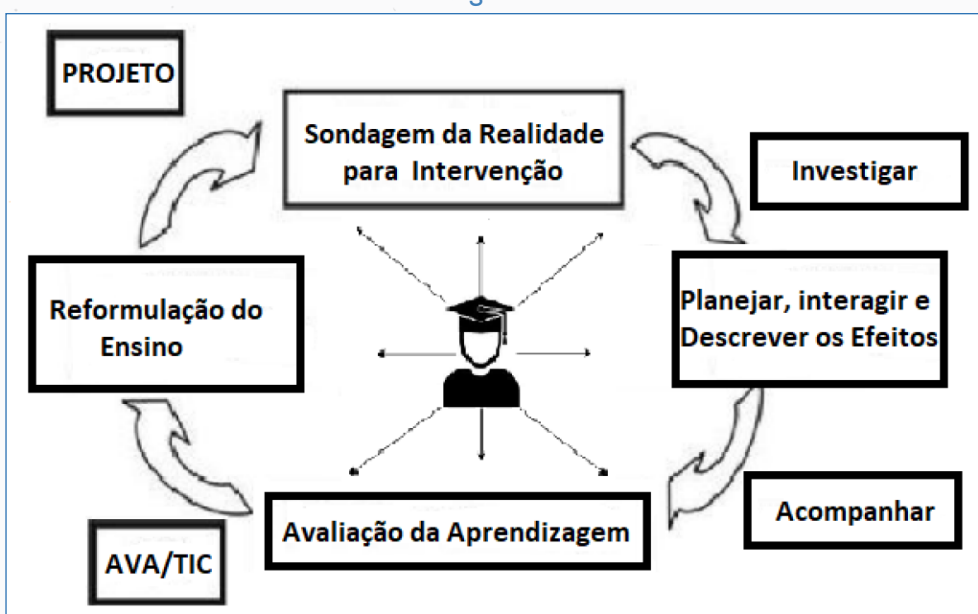 PROJETO
Sondagem da Realidade
para Intervenção
Investigar
Reformulação do
Ensino
Planejar, interagir e
Descrever os Efeitos
Avaliação da Aprendizagem
Acompanhar
AVA/TIC